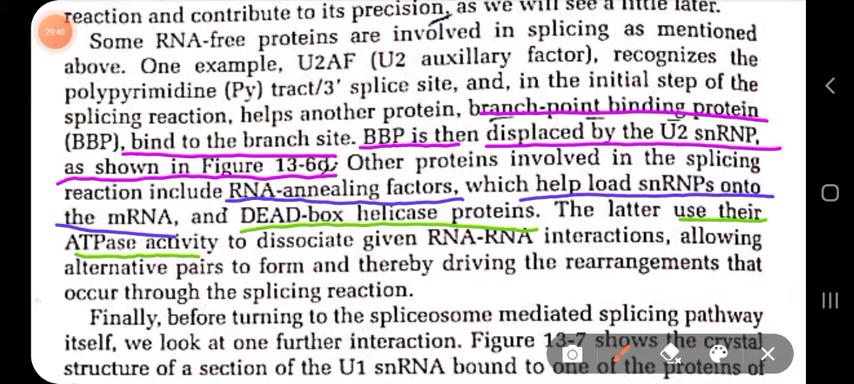 reaction and contribute to its precision, as we will see a little later.
29:40
Some RNA-free proteins are involved in splicing as mentioned
above. One example, U2AF (U2 auxillary factor), recognizes the
polypyrimidine (Py) tract/3′ splice site, and, in the initial step of the
splicing reaction, helps another protein, branch-point binding protein
(BBP), bind to the branch site. BBP is then displaced by the U2 snRNP,
as shown in Figure 13-6d. Other proteins involved in the splicing
reaction include RNA-annealing factors, which help load snRNPs onto
the mRNA, and DEAD-box helicase proteins. The latter use their
ATPase activity to dissociate given RNA-RNA interactions, allowing
alternative pairs to form and thereby driving the rearrangements that
occur through the splicing reaction.
Finally, before turning to the spliceosome mediated splicing pathway
itself, we look at one further interaction. Figure 13-7 shows the crystal
structure of a section of the U1 snRNA bound to one of the proteins of